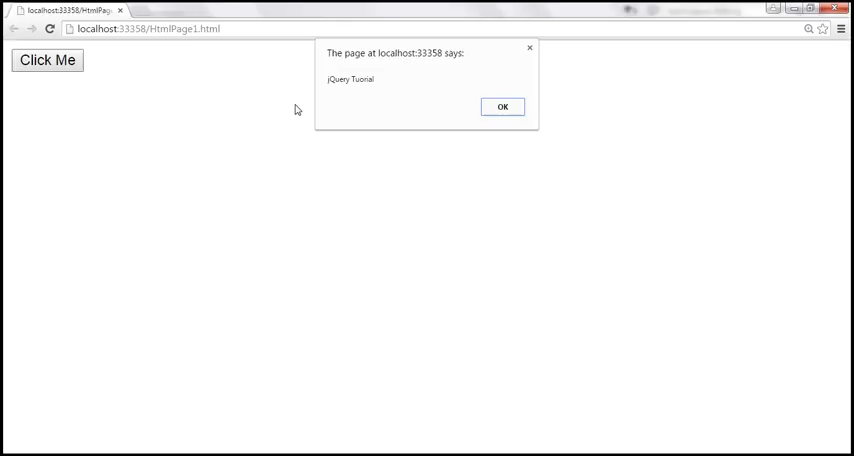 localhost:33358/HtmlPag
localhost:33358/HtmlPage1.html
Click Me
The page at localhost:33358 says:
jQuery Tuorial
OK